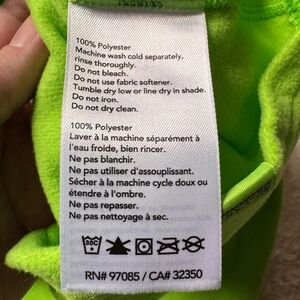 100% Polyester
Machine wash cold separately.
rinse thoroughly.
Do not bleach.
Do not use fabric softener.
Tumble dry low or line dry in shade.
Do not iron.
Do not dry clean.
100% Polyester
Laver à la machine séparément à
l'eau froide, bien rincer.
Ne pas blanchir.
Ne pas utiliser d'assouplissant.
Sécher à la machine cycle doux ou
étendre à l'ombre.
Ne pas repasser.
Ne pas nettoyage à sec.
30C
RN# 97085 / CA# 32350